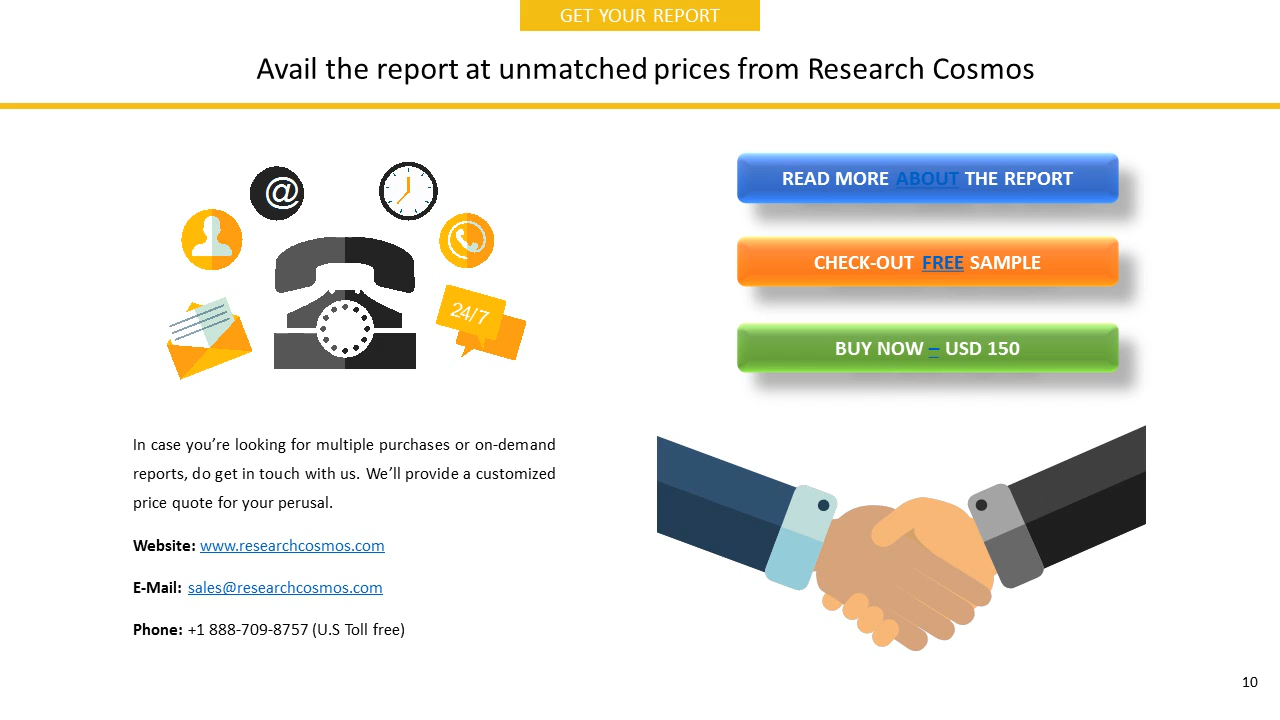 GET YOUR REPORT
Avail the report at unmatched prices from Research Cosmos
@
24/7
READ MORE ABOUT THE REPORT
CHECK-OUT FREE SAMPLE
BUY NOW – USD 150
In case you’re looking for multiple purchases or on-demand
reports, do get in touch with us. We’ll provide a customized
price quote for your perusal.
Website: www.researchcosmos.com
E-Mail: sales@researchcosmos.com
Phone: +1 888-709-8757 (U.S Toll free)
10